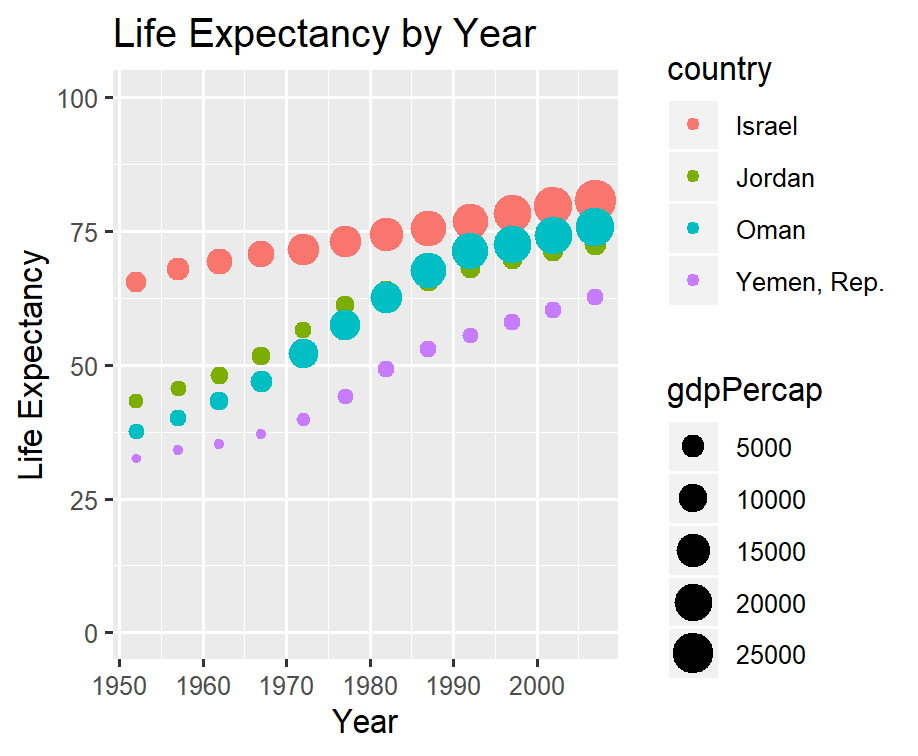 Life Expectancy by Year
100
75
50
25
0
Life Expectancy
1950 1960 1970 1980 1990 2000
Year
country
Israel
Jordan
Oman
Yemen, Rep.
gdpPercap
5000
10000
15000
20000
25000